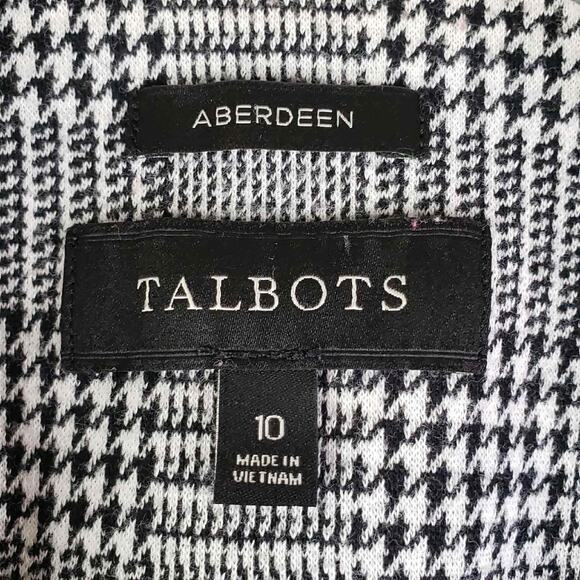 ABERDEEN
TALBOTS
10
MADE IN
VIETNAM